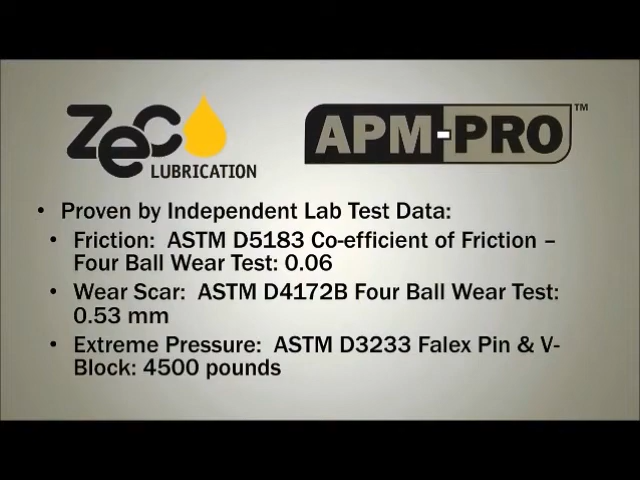 zec
LUBRICATION
APM-PRO™
• Proven by Independent Lab Test Data:
• Friction: ASTM D5183 Co-efficient of Friction –
Four Ball Wear Test: 0.06
• Wear Scar: ASTM D4172B Four Ball Wear Test:
0.53 mm
• Extreme Pressure: ASTM D3233 Falex Pin & V-
Block: 4500 pounds